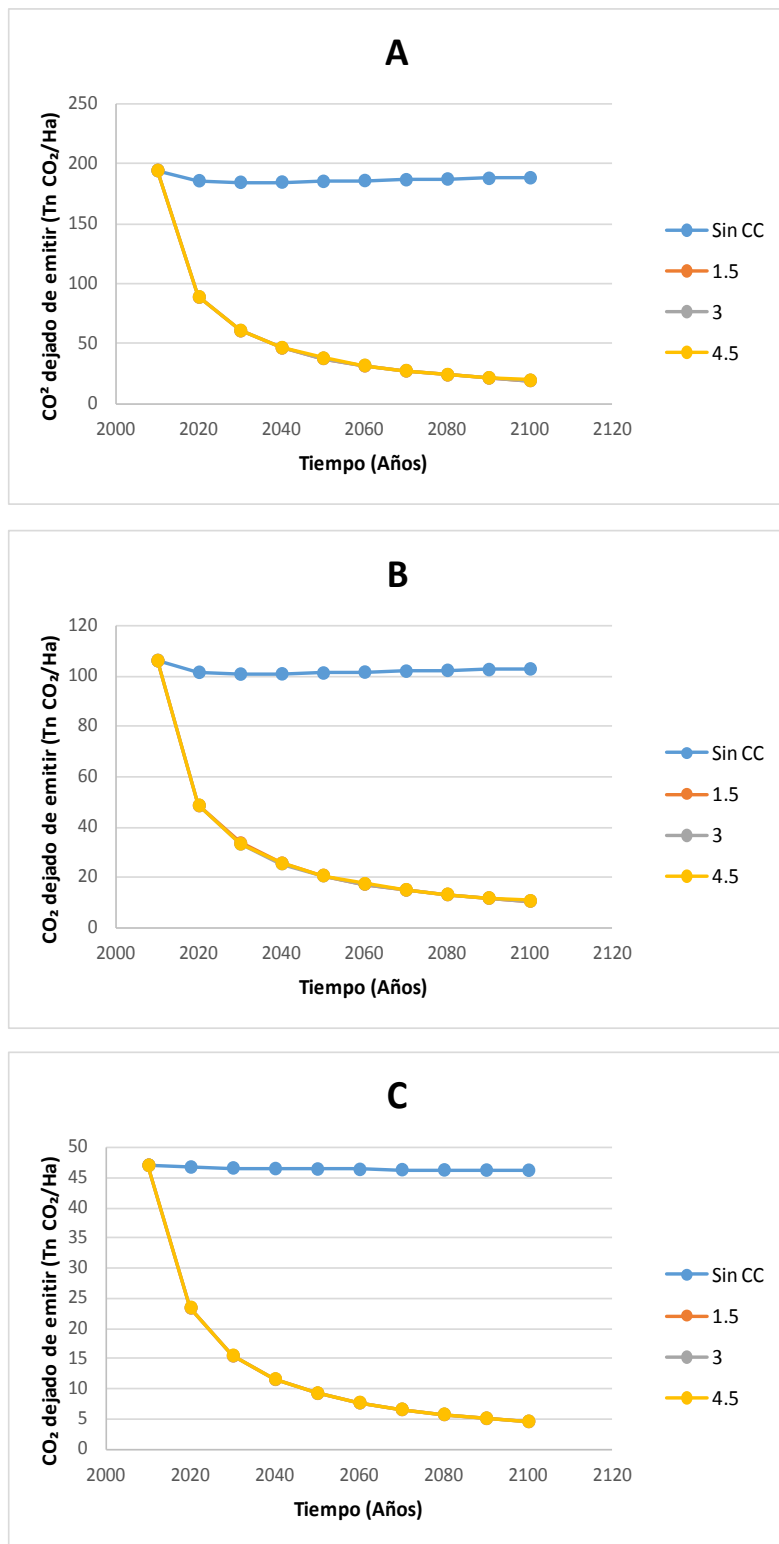 A
250
200
150
100
50
0
2000 2020 2040 2060 2080 2100 2120
CO² dejado de emitir (Tn CO₂/Ha)
Tiempo (Años)
Sin CC
1.5
3
4.5
B
120
100
80
60
40
20
0
2000 2020 2040 2060 2080 2100 2120
CO₂ dejado de emitir (Tn CO₂/Ha)
Tiempo (Años)
Sin CC
1.5
3
4.5
C
50
45
40
35
30
25
20
15
10
5
0
2000 2020 2040 2060 2080 2100 2120
CO₂ dejado de emitir (Tn CO₂/Ha)
Tiempo (Años)
Sin CC
1.5
3
4.5